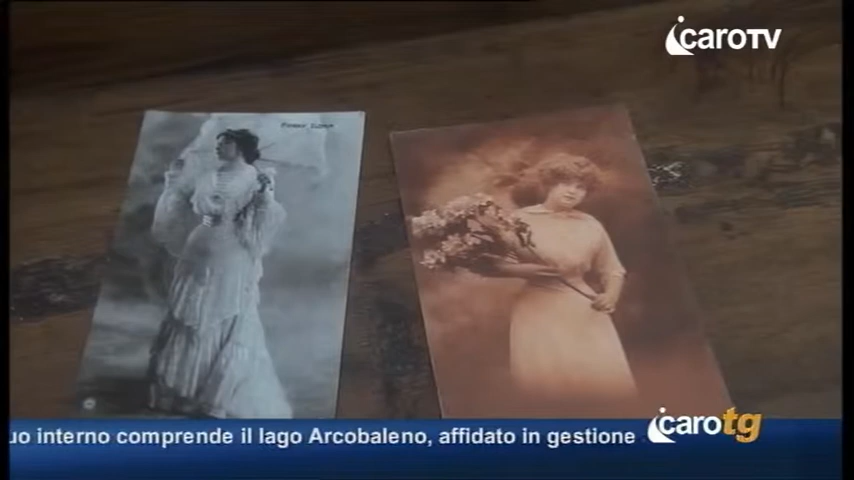 icaroTV
uo interno comprende il lago Arcobaleno, affidato in gestione
icarotg